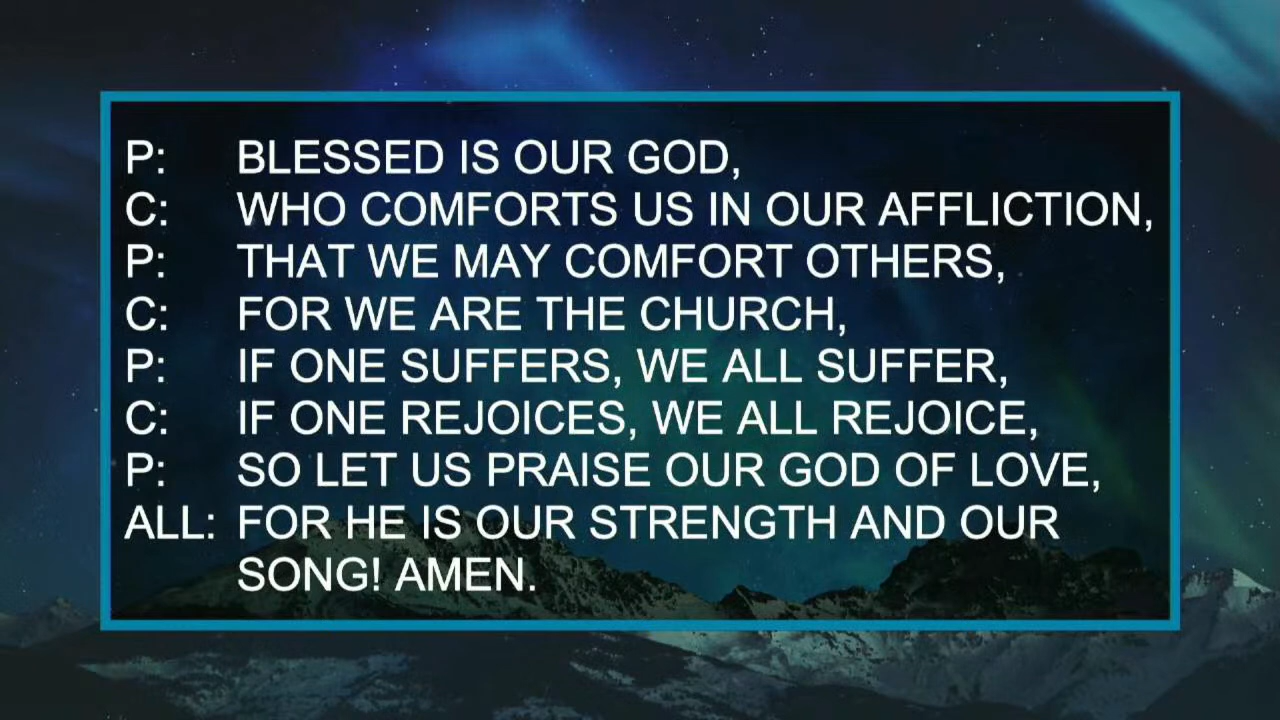 P: BLESSED IS OUR GOD,
C: WHO COMFORTS US IN OUR AFFLICTION,
P: THAT WE MAY COMFORT OTHERS,
C: FOR WE ARE THE CHURCH,
P: IF ONE SUFFERS, WE ALL SUFFER,
C: IF ONE REJOICES, WE ALL REJOICE,
P: SO LET US PRAISE OUR GOD OF LOVE,
ALL: FOR HE IS OUR STRENGTH AND OUR
SONG! AMEN.